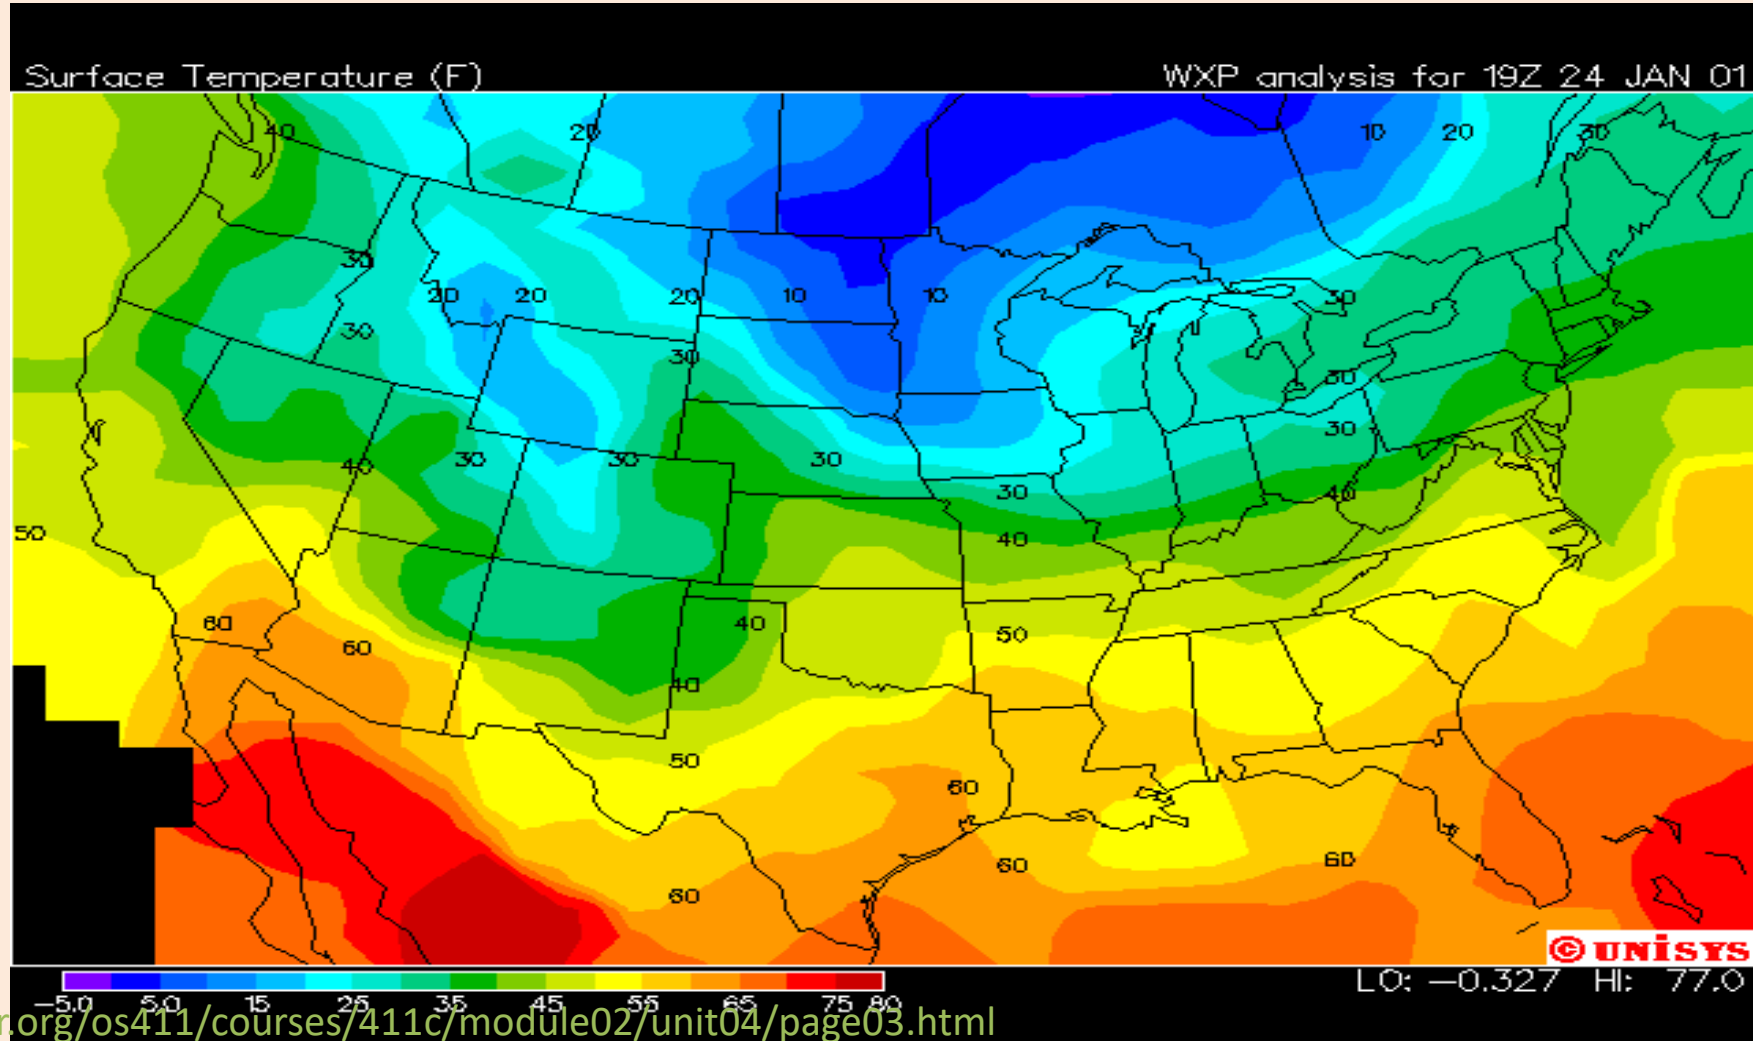 Surface Temperature (F) WXP analysis for 19Z 24 JAN 01
40 20 10 20 30
30
20 20 20 10 10 30
30 30
30
30
40 30 30 30 40
30
50 40
60 40 50
60
40
50
60
60 60
60
© UNISYS
LO: -0.327 HI: 77.0
-5.0 5.0 15 25 35 45 55 65 75 80
r.org/os411/courses/411c/module02/unit04/page03.html